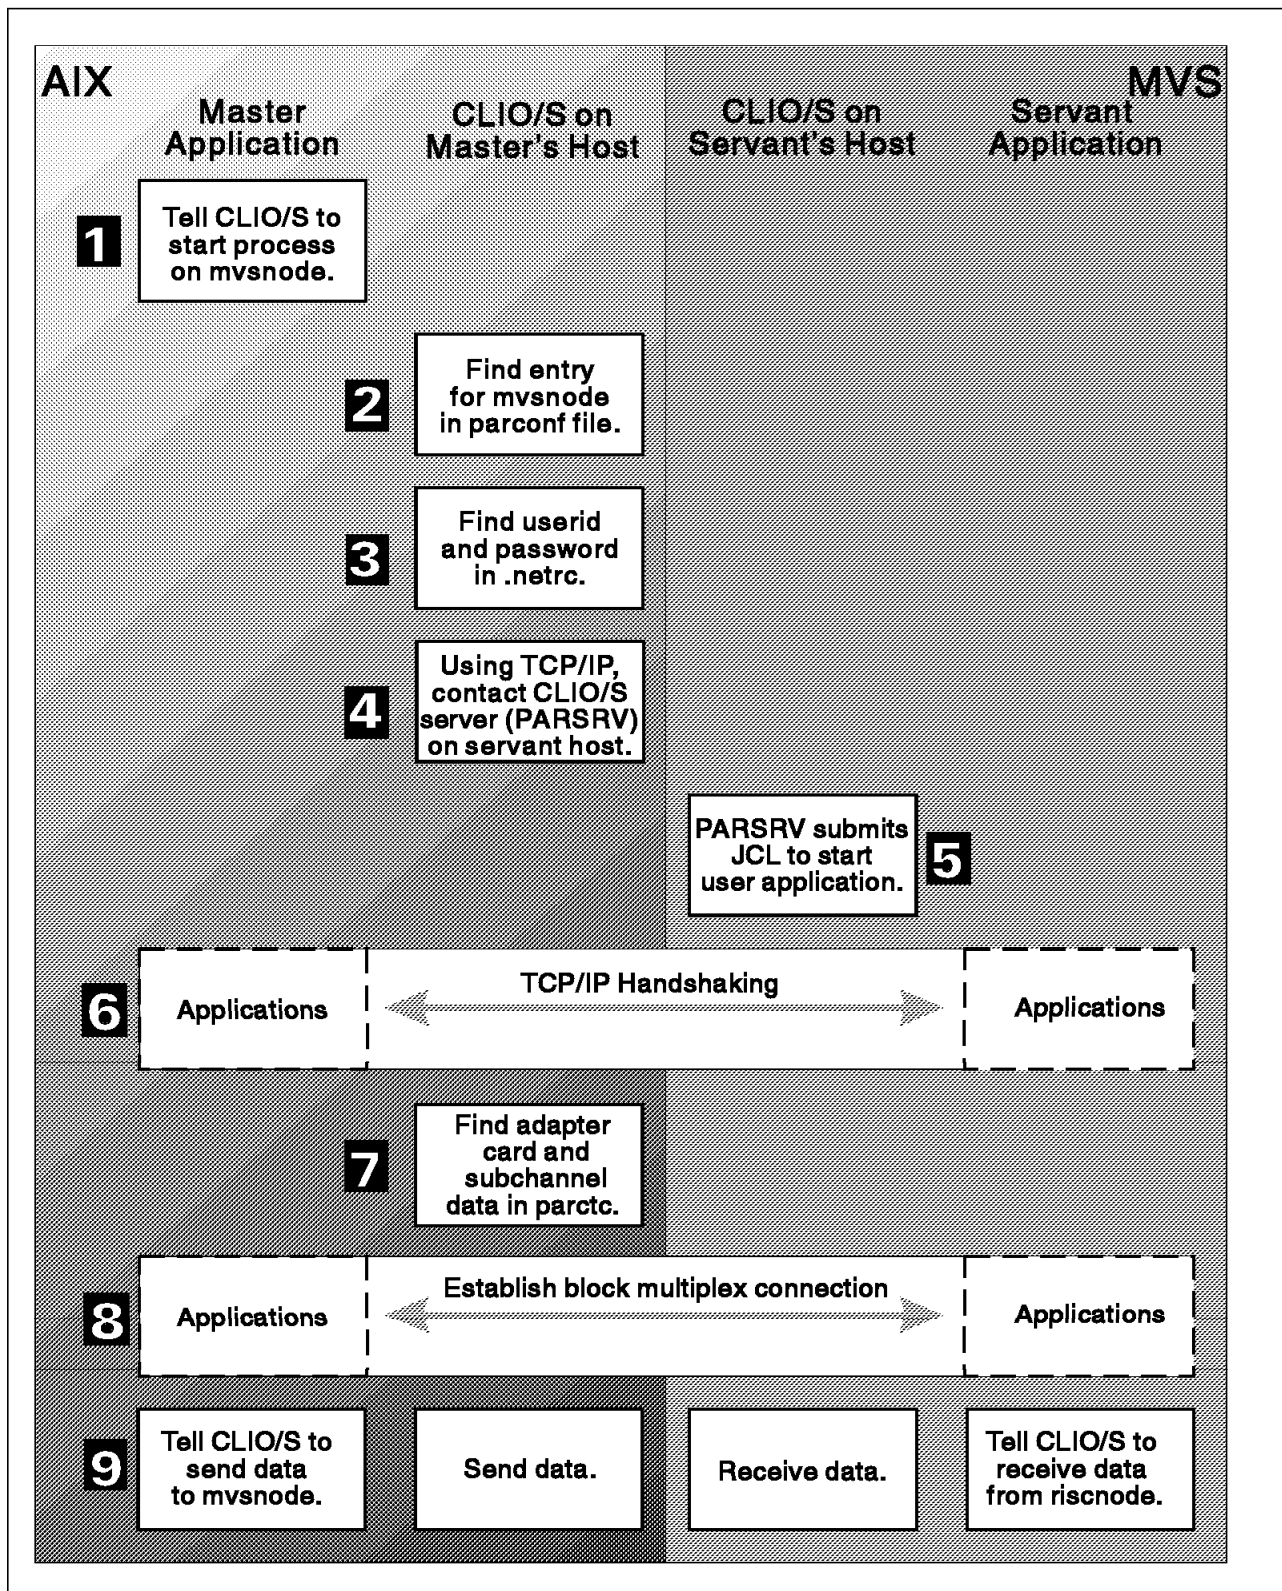 AIX
MVS
Master
Application
CLIO/S on
Master's Host
CLIO/S on
Servant's Host
Servant
Application
1
Tell CLIO/S to
start process
on mvsnode.
2
Find entry
for mvsnode
in parconf file.
3
Find userid
and password
in .netrc.
4
Using TCP/IP,
contact CLIO/S
server (PARSRV)
on servant host.
PARSRV submits
JCL to start
user application.
5
6
Applications
TCP/IP Handshaking
Applications
7
Find adapter
card and
subchannel
data in parctc.
8
Applications
Establish block multiplex connection
Applications
9
Tell CLIO/S to
send data
to mvsnode.
Send data.
Receive data.
Tell CLIO/S to
receive data
from riscnode.